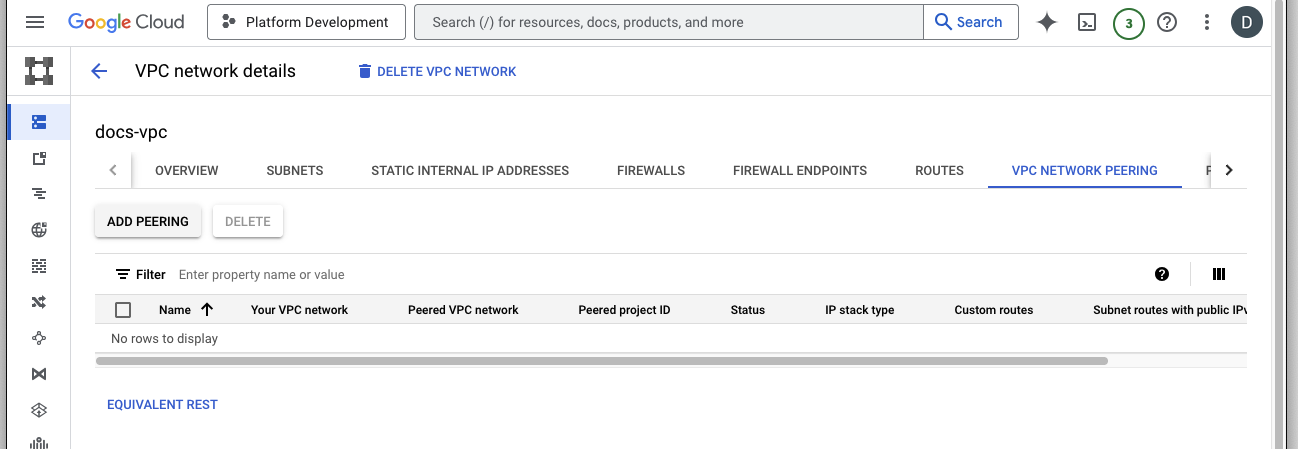 Google Cloud
Platform Development
Search (/) for resources, docs, products, and more
Search
3
D
VPC network details
DELETE VPC NETWORK
docs-vpc
OVERVIEW
SUBNETS
STATIC INTERNAL IP ADDRESSES
FIREWALLS
FIREWALL ENDPOINTS
ROUTES
VPC NETWORK PEERING
ADD PEERING
DELETE
Filter
Enter property name or value
Name
Your VPC network
Peered VPC network
Peered project ID
Status
IP stack type
Custom routes
Subnet routes with public IPv
No rows to display
EQUIVALENT REST